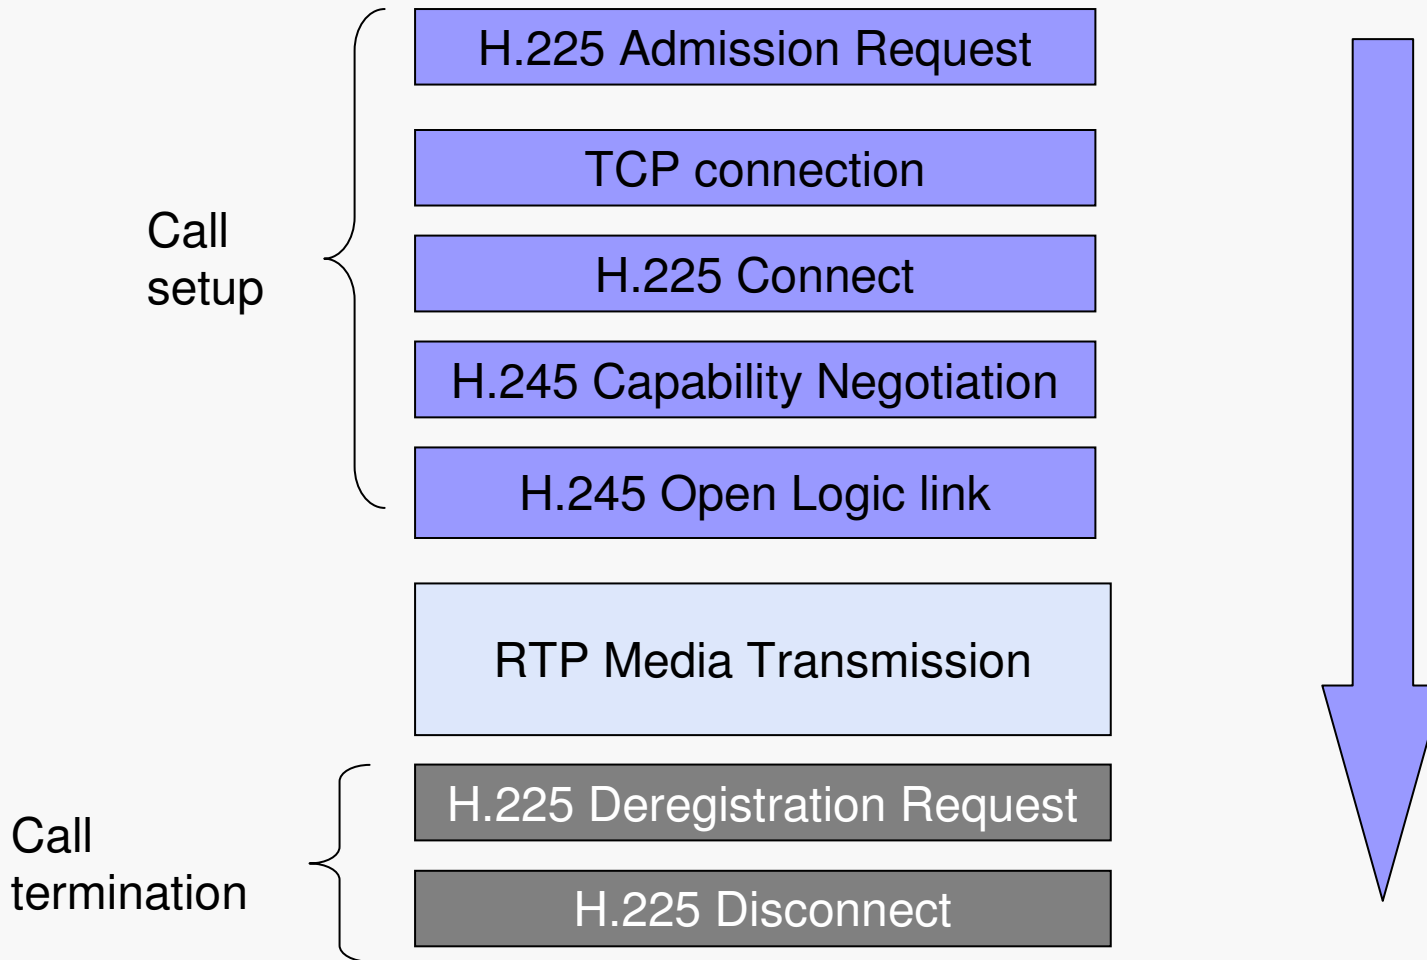 H.225 Admission Request
TCP connection
Call
setup
H.225 Connect
H.245 Capability Negotiation
H.245 Open Logic link
RTP Media Transmission
H.225 Deregistration Request
Call
termination
H.225 Disconnect